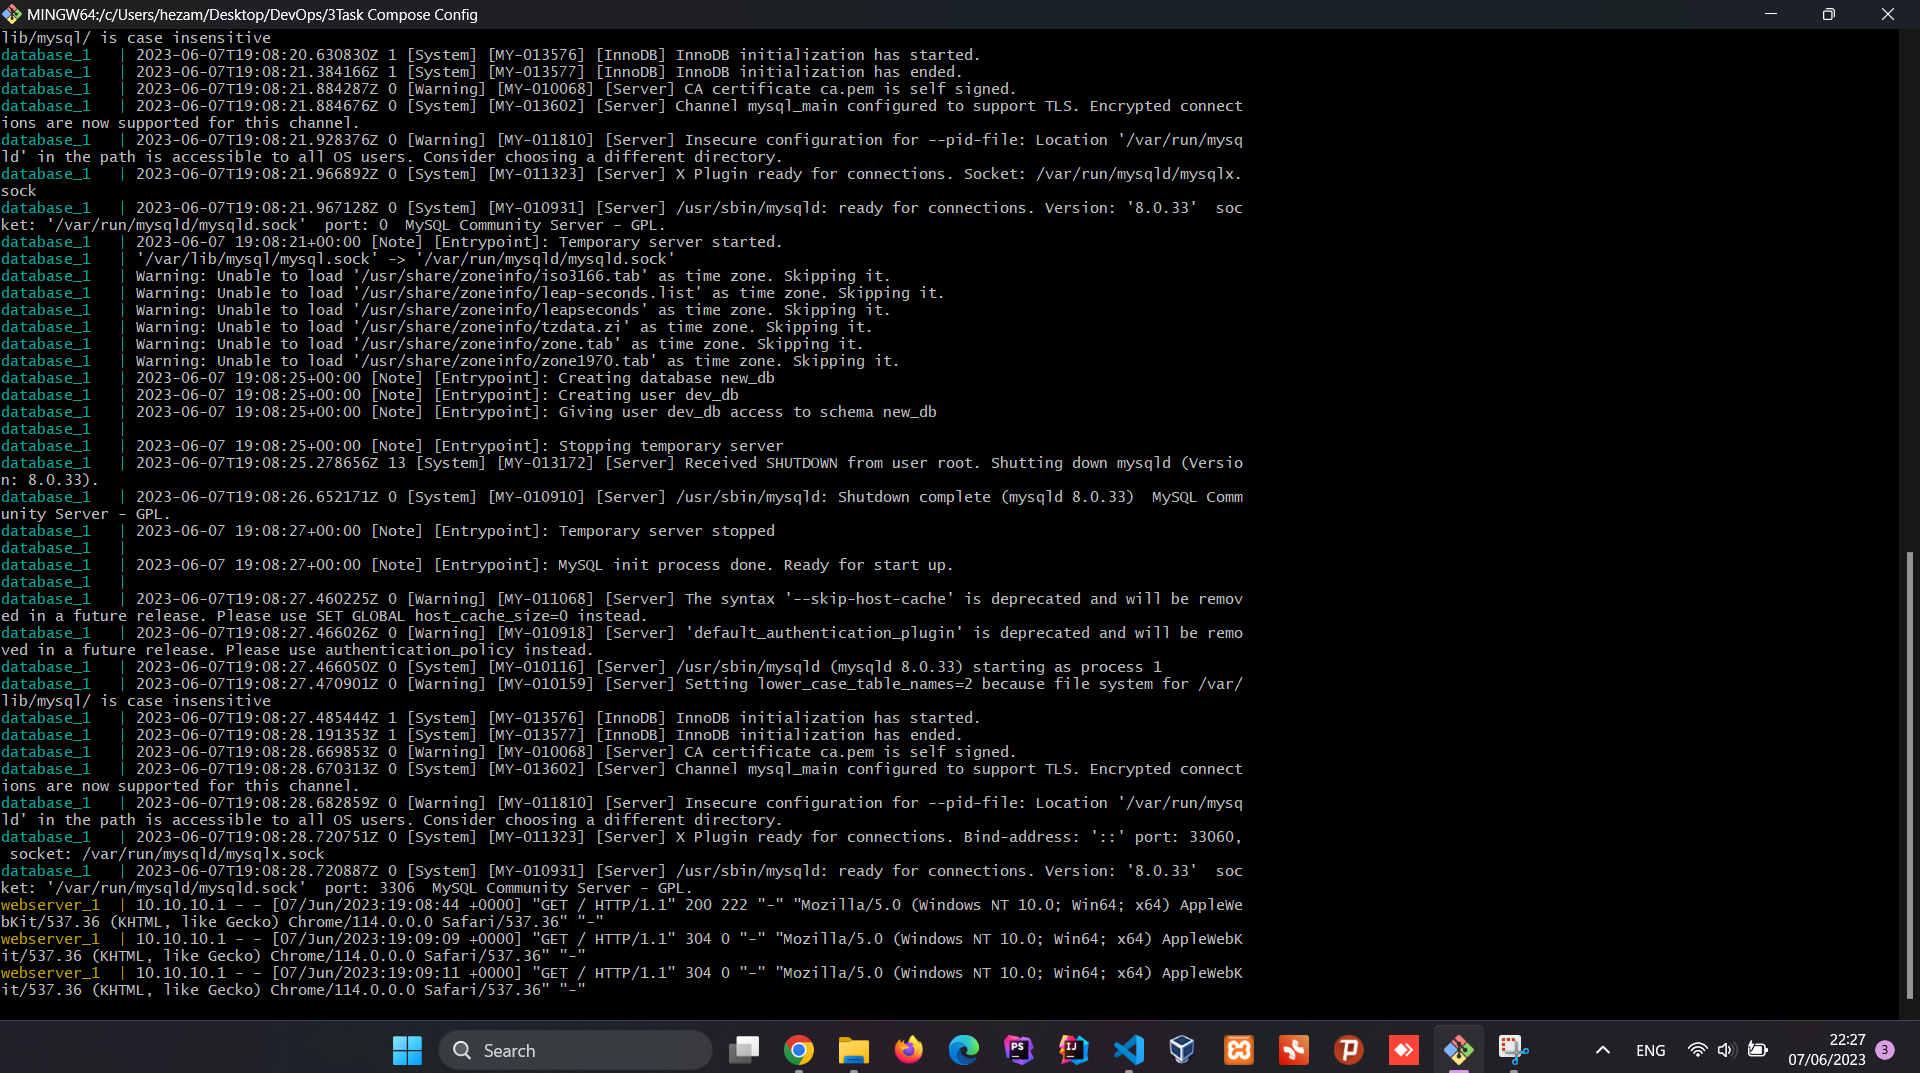 MINGW64:/c/Users/hezam/Desktop/DevOps/3Task Compose Config
lib/mysql/ is case insensitive
database_1   | 2023-06-07T19:08:20.630830Z 1 [System] [MY-013576] [InnoDB] InnoDB initialization has started.
database_1   | 2023-06-07T19:08:21.384166Z 1 [System] [MY-013577] [InnoDB] InnoDB initialization has ended.
database_1   | 2023-06-07T19:08:21.884287Z 0 [Warning] [MY-010068] [Server] CA certificate ca.pem is self signed.
database_1   | 2023-06-07T19:08:21.884676Z 0 [System] [MY-013602] [Server] Channel mysql_main configured to support TLS. Encrypted connect
ions are now supported for this channel.
database_1   | 2023-06-07T19:08:21.928376Z 0 [Warning] [MY-011810] [Server] Insecure configuration for --pid-file: Location '/var/run/mysq
ld' in the path is accessible to all OS users. Consider choosing a different directory.
database_1   | 2023-06-07T19:08:21.966892Z 0 [System] [MY-011323] [Server] X Plugin ready for connections. Socket: /var/run/mysqld/mysqlx.
sock
database_1   | 2023-06-07T19:08:21.967128Z 0 [System] [MY-010931] [Server] /usr/sbin/mysqld: ready for connections. Version: '8.0.33'  soc
ket: '/var/run/mysqld/mysqld.sock'  port: 0  MySQL Community Server - GPL.
database_1   | 2023-06-07 19:08:21+00:00 [Note] [Entrypoint]: Temporary server started.
database_1   | '/var/lib/mysql/mysql.sock' -> '/var/run/mysqld/mysqld.sock'
database_1   | Warning: Unable to load '/usr/share/zoneinfo/iso3166.tab' as time zone. Skipping it.
database_1   | Warning: Unable to load '/usr/share/zoneinfo/leap-seconds.list' as time zone. Skipping it.
database_1   | Warning: Unable to load '/usr/share/zoneinfo/leapseconds' as time zone. Skipping it.
database_1   | Warning: Unable to load '/usr/share/zoneinfo/tzdata.zi' as time zone. Skipping it.
database_1   | Warning: Unable to load '/usr/share/zoneinfo/zone.tab' as time zone. Skipping it.
database_1   | Warning: Unable to load '/usr/share/zoneinfo/zone1970.tab' as time zone. Skipping it.
database_1   | 2023-06-07 19:08:25+00:00 [Note] [Entrypoint]: Creating database new_db
database_1   | 2023-06-07 19:08:25+00:00 [Note] [Entrypoint]: Creating user dev_db
database_1   | 2023-06-07 19:08:25+00:00 [Note] [Entrypoint]: Giving user dev_db access to schema new_db
database_1   |
database_1   | 2023-06-07 19:08:25+00:00 [Note] [Entrypoint]: Stopping temporary server
database_1   | 2023-06-07T19:08:25.278656Z 13 [System] [MY-013172] [Server] Received SHUTDOWN from user root. Shutting down mysqld (Versio
n: 8.0.33).
database_1   | 2023-06-07T19:08:26.652171Z 0 [System] [MY-010910] [Server] /usr/sbin/mysqld: Shutdown complete (mysqld 8.0.33)  MySQL Comm
unity Server - GPL.
database_1   | 2023-06-07 19:08:27+00:00 [Note] [Entrypoint]: Temporary server stopped
database_1   |
database_1   | 2023-06-07 19:08:27+00:00 [Note] [Entrypoint]: MySQL init process done. Ready for start up.
database_1   |
database_1   | 2023-06-07T19:08:27.460225Z 0 [Warning] [MY-011068] [Server] The syntax '--skip-host-cache' is deprecated and will be remov
ed in a future release. Please use SET GLOBAL host_cache_size=0 instead.
database_1   | 2023-06-07T19:08:27.466026Z 0 [Warning] [MY-010918] [Server] 'default_authentication_plugin' is deprecated and will be remo
ved in a future release. Please use authentication_policy instead.
database_1   | 2023-06-07T19:08:27.466050Z 0 [System] [MY-010116] [Server] /usr/sbin/mysqld (mysqld 8.0.33) starting as process 1
database_1   | 2023-06-07T19:08:27.470901Z 0 [Warning] [MY-010159] [Server] Setting lower_case_table_names=2 because file system for /var/
lib/mysql/ is case insensitive
database_1   | 2023-06-07T19:08:27.485444Z 1 [System] [MY-013576] [InnoDB] InnoDB initialization has started.
database_1   | 2023-06-07T19:08:28.191353Z 1 [System] [MY-013577] [InnoDB] InnoDB initialization has ended.
database_1   | 2023-06-07T19:08:28.669853Z 0 [Warning] [MY-010068] [Server] CA certificate ca.pem is self signed.
database_1   | 2023-06-07T19:08:28.670313Z 0 [System] [MY-013602] [Server] Channel mysql_main configured to support TLS. Encrypted connect
ions are now supported for this channel.
database_1   | 2023-06-07T19:08:28.682859Z 0 [Warning] [MY-011810] [Server] Insecure configuration for --pid-file: Location '/var/run/mysq
ld' in the path is accessible to all OS users. Consider choosing a different directory.
database_1   | 2023-06-07T19:08:28.720751Z 0 [System] [MY-011323] [Server] X Plugin ready for connections. Bind-address: '::' port: 33060,
 socket: /var/run/mysqld/mysqlx.sock
database_1   | 2023-06-07T19:08:28.720887Z 0 [System] [MY-010931] [Server] /usr/sbin/mysqld: ready for connections. Version: '8.0.33'  soc
ket: '/var/run/mysqld/mysqld.sock'  port: 3306  MySQL Community Server - GPL.
webserver_1  | 10.10.10.1 - - [07/Jun/2023:19:08:44 +0000] "GET / HTTP/1.1" 200 222 "-" "Mozilla/5.0 (Windows NT 10.0; Win64; x64) AppleWe
bKit/537.36 (KHTML, like Gecko) Chrome/114.0.0.0 Safari/537.36" "-"
webserver_1  | 10.10.10.1 - - [07/Jun/2023:19:09:09 +0000] "GET / HTTP/1.1" 304 0 "-" "Mozilla/5.0 (Windows NT 10.0; Win64; x64) AppleWebK
it/537.36 (KHTML, like Gecko) Chrome/114.0.0.0 Safari/537.36" "-"
webserver_1  | 10.10.10.1 - - [07/Jun/2023:19:09:11 +0000] "GET / HTTP/1.1" 304 0 "-" "Mozilla/5.0 (Windows NT 10.0; Win64; x64) AppleWebK
it/537.36 (KHTML, like Gecko) Chrome/114.0.0.0 Safari/537.36" "-"
Search
PS
IJ
ENG
22:27
07/06/2023
3